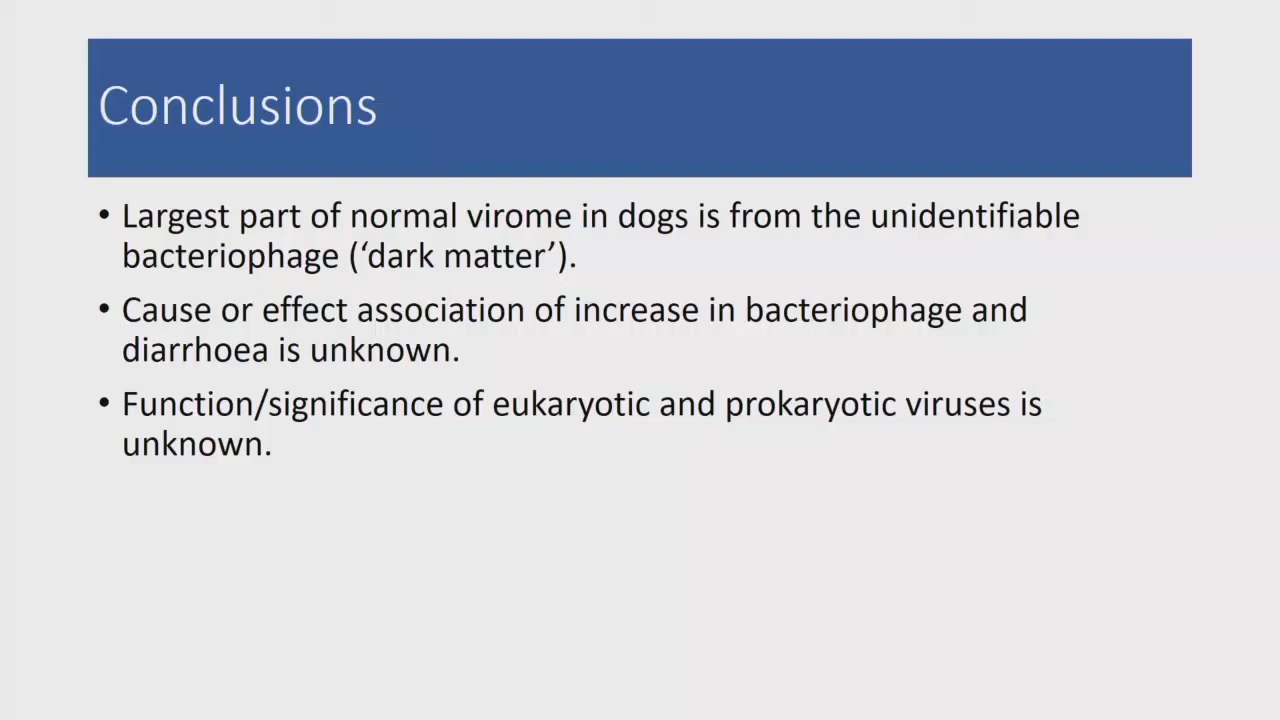 Conclusions
• Largest part of normal virome in dogs is from the unidentifiable
bacteriophage (‘dark matter’).
• Cause or effect association of increase in bacteriophage and
diarrhoea is unknown.
• Function/significance of eukaryotic and prokaryotic viruses is
unknown.